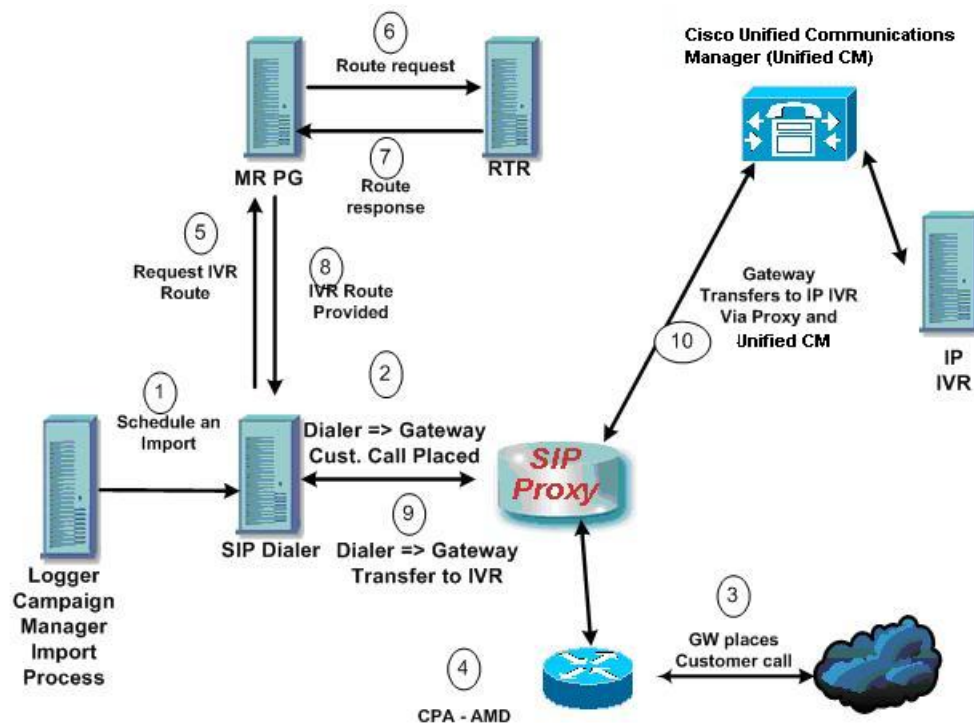 6
Route request
Cisco Unified Communications
Manager (Unified CM)
MR PG
7
Route
response
RTR
5
Request IVR
Route
8
IVR Route
Provided
Gateway
Transfers to IP IVR
Via Proxy and
Unified CM
10
IP
IVR
1
Schedule an
Import
2
Dialer => Gateway
Cust. Call Placed
SIP
Proxy
9
Dialer => Gateway
Transfer to IVR
SIP Dialer
Logger
Campaign
Manager
Import
Process
3
GW places
Customer call
4
CPA - AMD